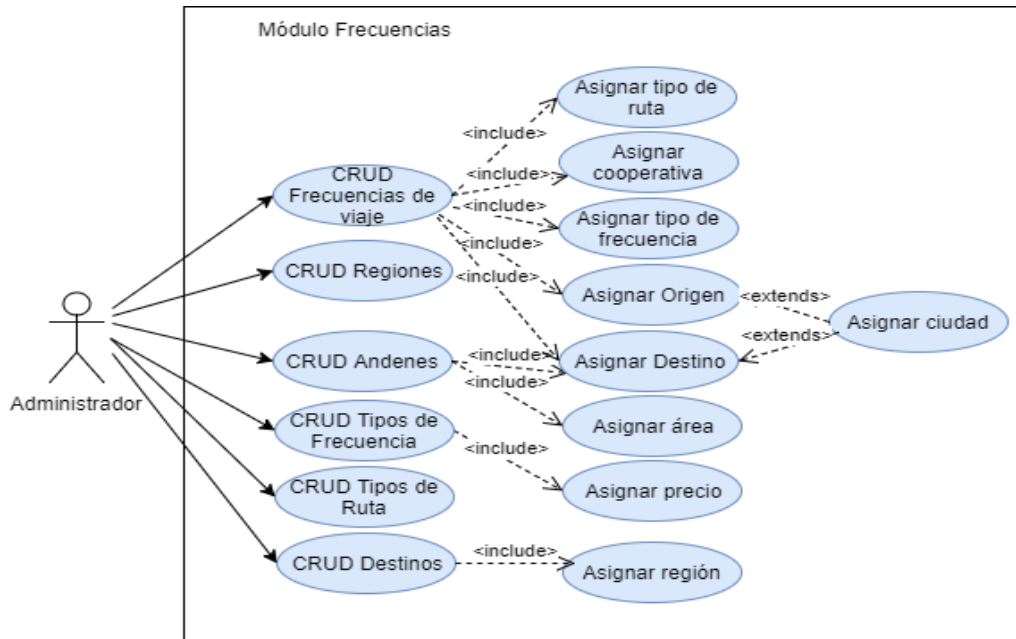 Módulo Frecuencias
Asignar tipo de
ruta
<include>
Asignar
cooperativa
<include>
CRUD
Frecuencias de
viaje
<include>
Asignar tipo de
frecuencia
<include>
CRUD Regiones
<include>
Asignar Origen
<extends>
Asignar ciudad
<extends>
CRUD Andenes
<include>
Asignar Destino
<include>
Administrador
CRUD Tipos de
Frecuencia
Asignar área
<include>
CRUD Tipos de
Ruta
Asignar precio
CRUD Destinos
<include>
Asignar región